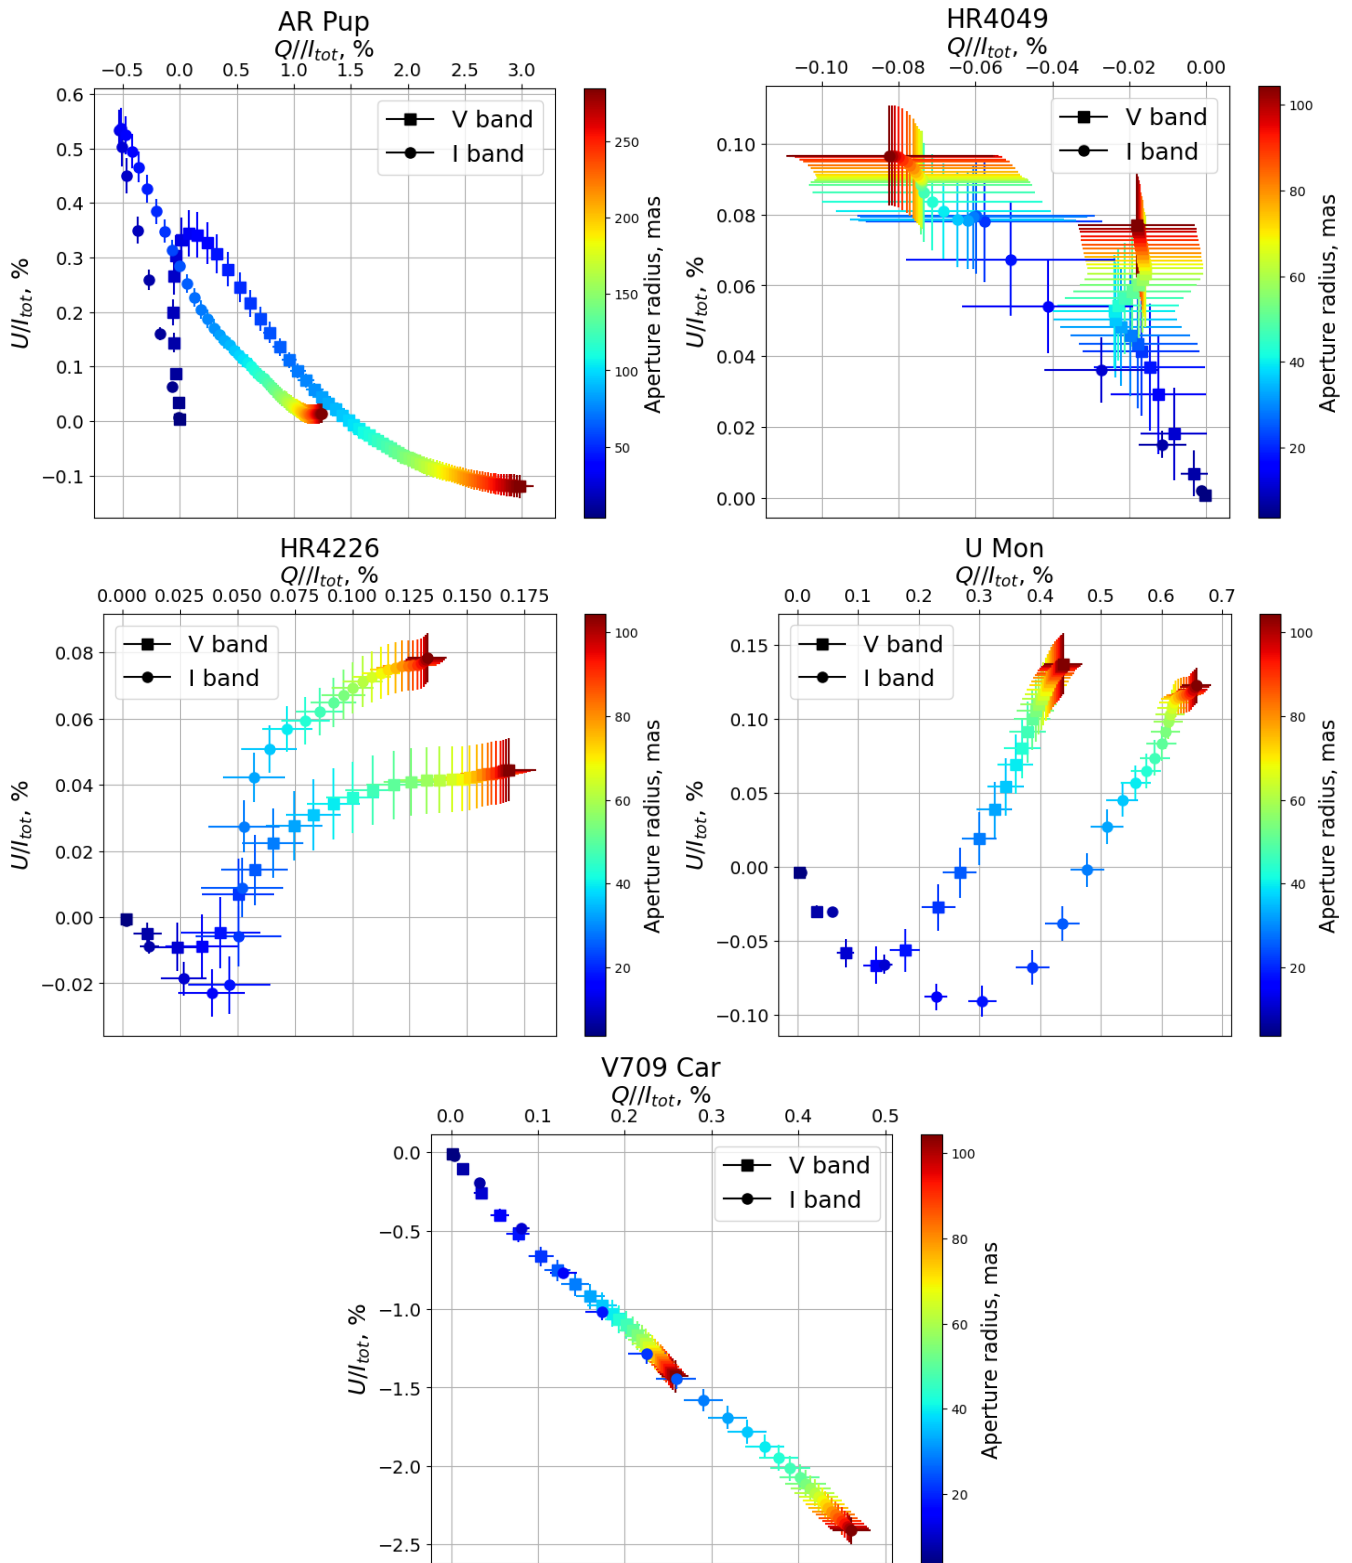 AR Pup
Q//I_tot, %
−0.5 0.0 0.5 1.0 1.5 2.0 2.5 3.0
0.6
0.5
0.4
0.3
0.2
0.1
0.0
−0.1
U/I_tot, %
V band
I band
250
200
150
100
50
Aperture radius, mas
HR4049
Q//I_tot, %
−0.10 −0.08 −0.06 −0.04 −0.02 0.00
0.10
0.08
0.06
0.04
0.02
0.00
U/I_tot, %
V band
I band
100
80
60
40
20
Aperture radius, mas
HR4226
Q//I_tot, %
0.000 0.025 0.050 0.075 0.100 0.125 0.150 0.175
0.08
0.06
0.04
0.02
0.00
−0.02
U/I_tot, %
V band
I band
100
80
60
40
20
Aperture radius, mas
U Mon
Q//I_tot, %
0.0 0.1 0.2 0.3 0.4 0.5 0.6 0.7
0.15
0.10
0.05
0.00
−0.05
−0.10
U/I_tot, %
V band
I band
100
80
60
40
20
Aperture radius, mas
V709 Car
Q//I_tot, %
0.0 0.1 0.2 0.3 0.4 0.5
0.0
−0.5
−1.0
−1.5
−2.0
−2.5
U/I_tot, %
V band
I band
100
80
60
40
20
Aperture radius, mas